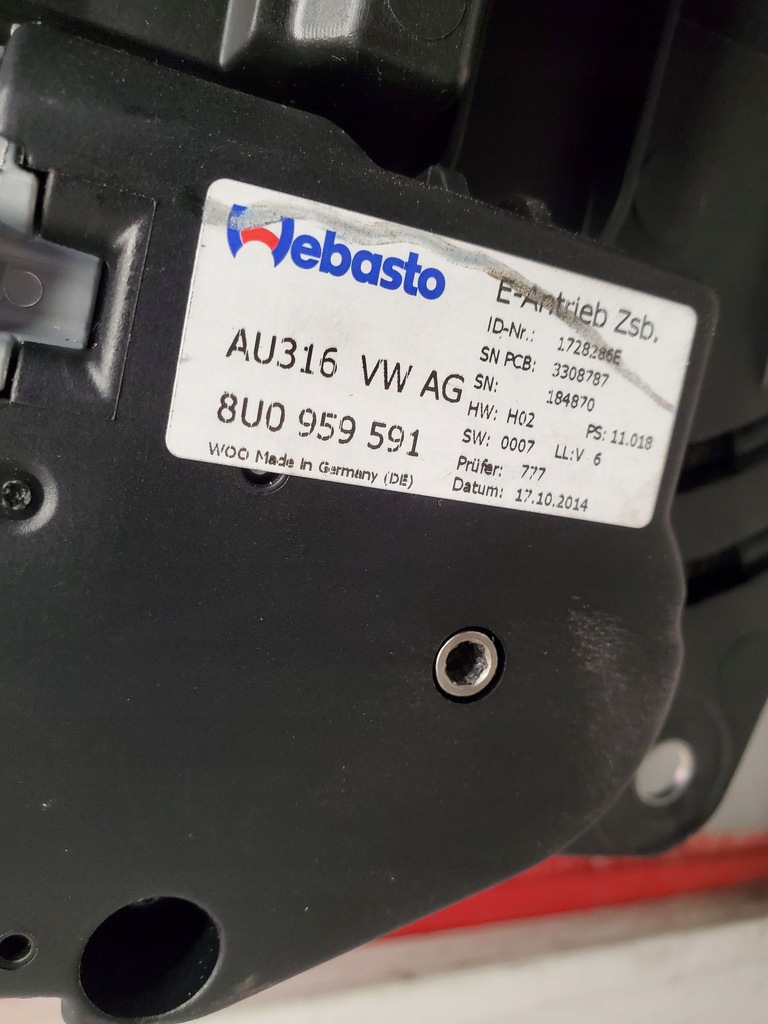 Webasto
AU316 VW AG
8U0 959 591
WOO Made in Germany (DE)
E-Antrieb Zsb.
ID-Nr.: 1728286E
SN PCB: 3308787
SN: 184870
HW: H02 PS: 11.018
SW: 0007 LL:V 6
Prüfer: 777
Datum: 17.10.2014